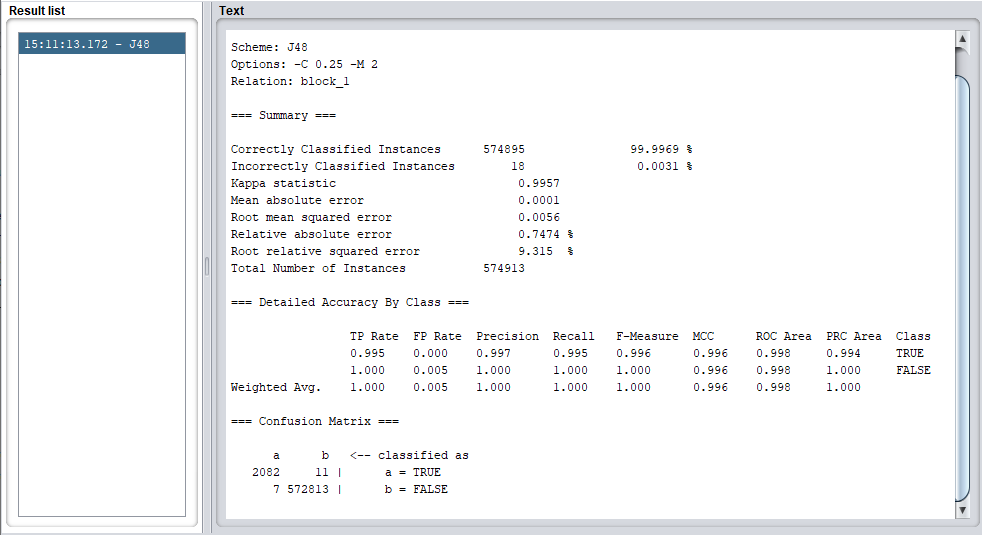 Result list
15:11:13.172 - J48
Text
Scheme: J48
Options: -C 0.25 -M 2
Relation: block_1
=== Summary ===
Correctly Classified Instances 574895 99.9969 %
Incorrectly Classified Instances 18 0.0031 %
Kappa statistic 0.9957
Mean absolute error 0.0001
Root mean squared error 0.0056
Relative absolute error 0.7474 %
Root relative squared error 9.315 %
Total Number of Instances 574913
=== Detailed Accuracy By Class ===
TP Rate FP Rate Precision Recall F-Measure MCC ROC Area PRC Area Class
0.995 0.000 0.997 0.995 0.996 0.996 0.998 0.994 TRUE
1.000 0.005 1.000 1.000 1.000 0.996 0.998 1.000 FALSE
Weighted Avg. 1.000 0.005 1.000 1.000 1.000 0.996 0.998 1.000
=== Confusion Matrix ===
a b <-- classified as
2082 11 | a = TRUE
7 572813 | b = FALSE